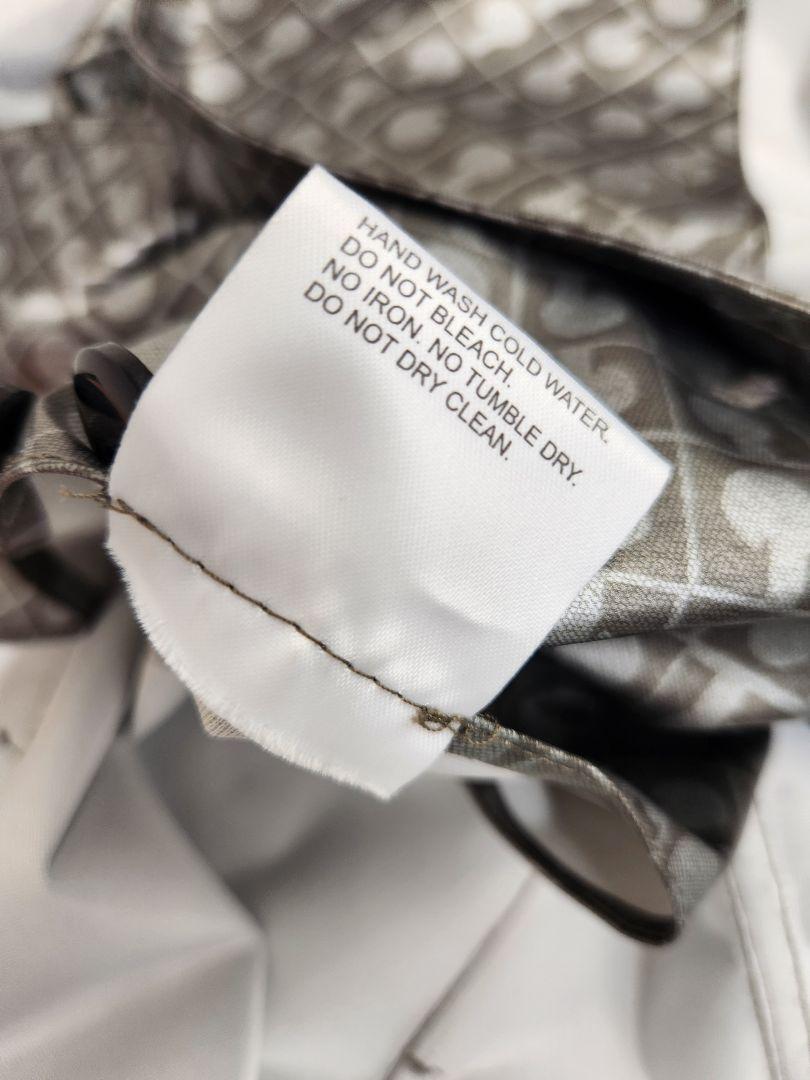 HAND WASH COLD WATER.
DO NOT BLEACH.
NO IRON. NO TUMBLE DRY.
DO NOT DRY CLEAN.